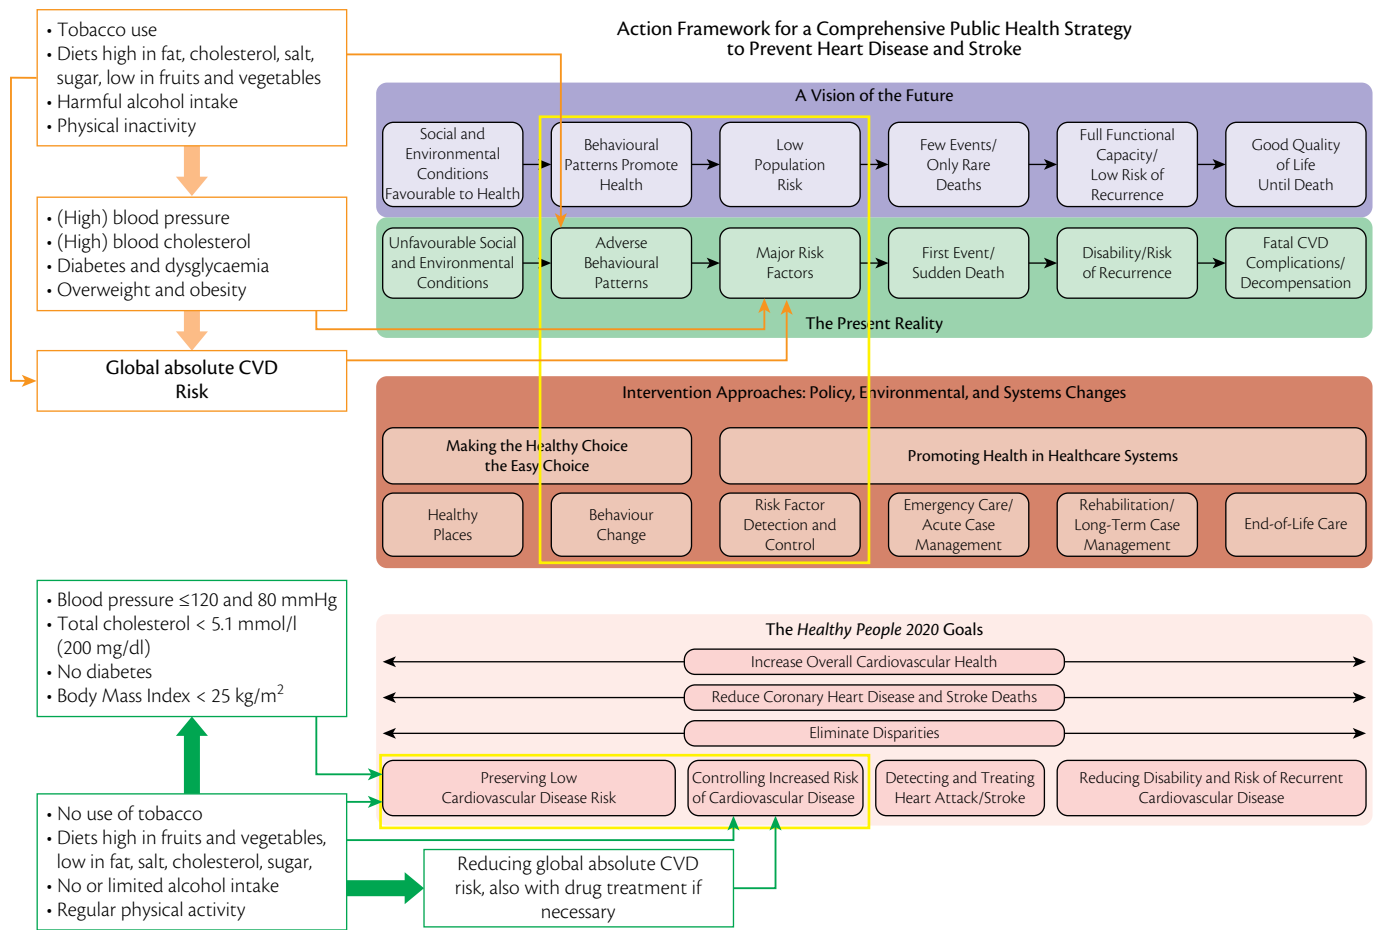 • Tobacco use
• Diets high in fat, cholesterol, salt,
sugar, low in fruits and vegetables
• Harmful alcohol intake
• Physical inactivity
• (High) blood pressure
• (High) blood cholesterol
• Diabetes and dysglycaemia
• Overweight and obesity
Global absolute CVD
Risk
Action Framework for a Comprehensive Public Health Strategy
to Prevent Heart Disease and Stroke
A Vision of the Future
Social and
Environmental
Conditions
Favourable to Health
Behavioural
Patterns Promote
Health
Low
Population
Risk
Few Events/
Only Rare
Deaths
Full Functional
Capacity/
Low Risk of
Recurrence
Good Quality
of Life
Until Death
Unfavourable Social
and Environmental
Conditions
Adverse
Behavioural
Patterns
Major Risk
Factors
First Event/
Sudden Death
Disability/Risk
of Recurrence
Fatal CVD
Complications/
Decompensation
The Present Reality
Intervention Approaches: Policy, Environmental, and Systems Changes
Making the Healthy Choice
the Easy Choice
Promoting Health in Healthcare Systems
Healthy
Places
Behaviour
Change
Risk Factor
Detection and
Control
Emergency Care/
Acute Case
Management
Rehabilitation/
Long-Term Case
Management
End-of-Life Care
• Blood pressure ≤120 and 80 mmHg
• Total cholesterol < 5.1 mmol/l
(200 mg/dl)
• No diabetes
• Body Mass Index < 25 kg/m²
The Healthy People 2020 Goals
Increase Overall Cardiovascular Health
Reduce Coronary Heart Disease and Stroke Deaths
Eliminate Disparities
Preserving Low
Cardiovascular Disease Risk
Controlling Increased Risk
of Cardiovascular Disease
Detecting and Treating
Heart Attack/Stroke
Reducing Disability and Risk of Recurrent
Cardiovascular Disease
• No use of tobacco
• Diets high in fruits and vegetables,
low in fat, salt, cholesterol, sugar,
• No or limited alcohol intake
• Regular physical activity
Reducing global absolute CVD
risk, also with drug treatment if
necessary